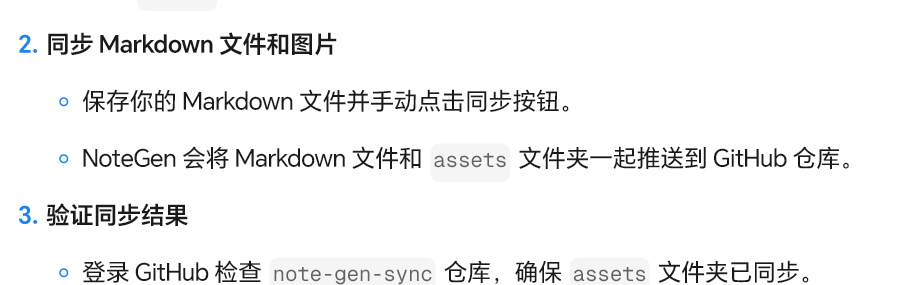 2. 同步 Markdown 文件和图片
保存你的 Markdown 文件并手动点击同步按钮。
NoteGen 会将 Markdown 文件和 assets 文件夹一起推送到 GitHub 仓库。
3. 验证同步结果
登录 GitHub 检查 note-gen-sync 仓库，确保 assets 文件夹已同步。